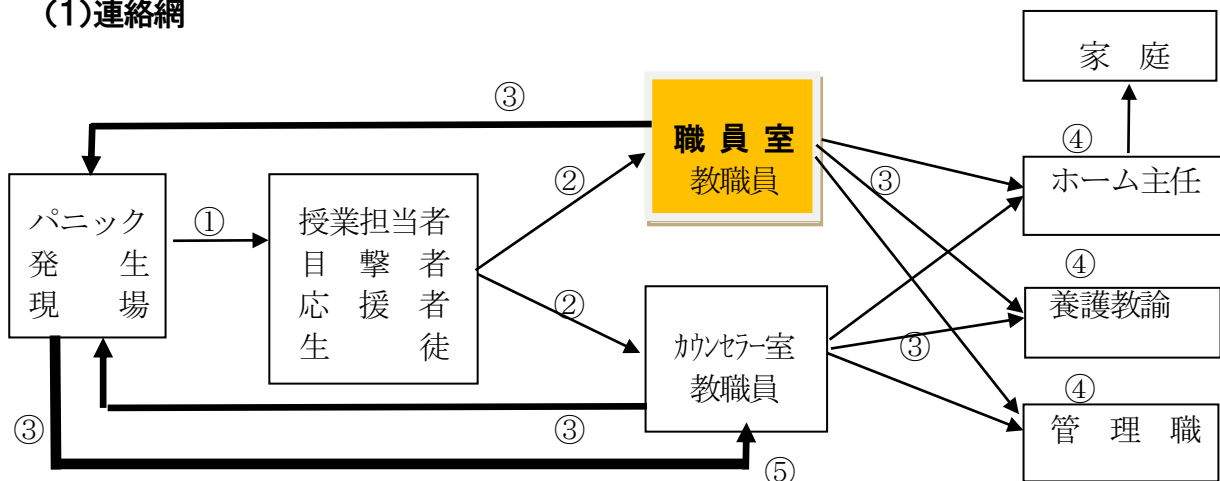 (1)連絡網
家　庭
③
職 員 室
教職員
④
ホーム主任
②
③
パニック
発　　生
現　　場
①
授業担当者
目　撃　者
応　援　者
生　　　徒
④
養護教諭
②
カウンセラー室
教職員
③
④
管　理　職
③
③
⑤